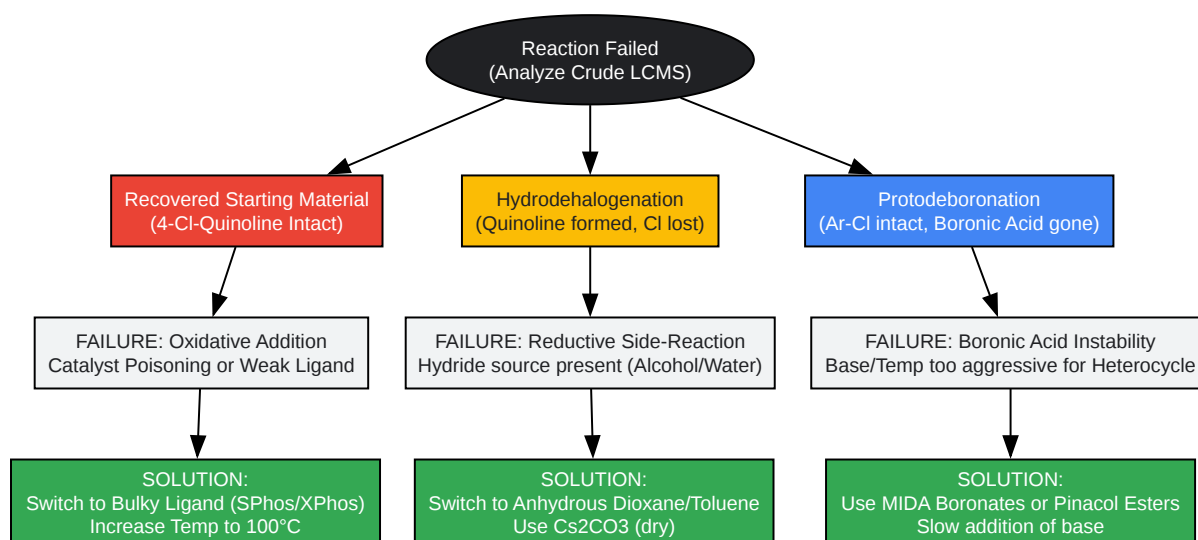 Reaction Failed
(Analyze Crude LCMS)
Recovered Starting Material
(4-Cl-Quinoline Intact)
Hydrodehalogenation
(Quinoline formed, Cl lost)
Protodeboronation
(Ar-Cl intact, Boronic Acid gone)
FAILURE: Oxidative Addition
Catalyst Poisoning or Weak Ligand
FAILURE: Reductive Side-Reaction
Hydride source present (Alcohol/Water)
FAILURE: Boronic Acid Instability
Base/Temp too aggressive for Heterocycle
SOLUTION:
Switch to Bulky Ligand (SPhos/XPhos)
Increase Temp to 100°C
SOLUTION:
Switch to Anhydrous Dioxane/Toluene
Use Cs2CO3 (dry)
SOLUTION:
Use MIDA Boronates or Pinacol Esters
Slow addition of base